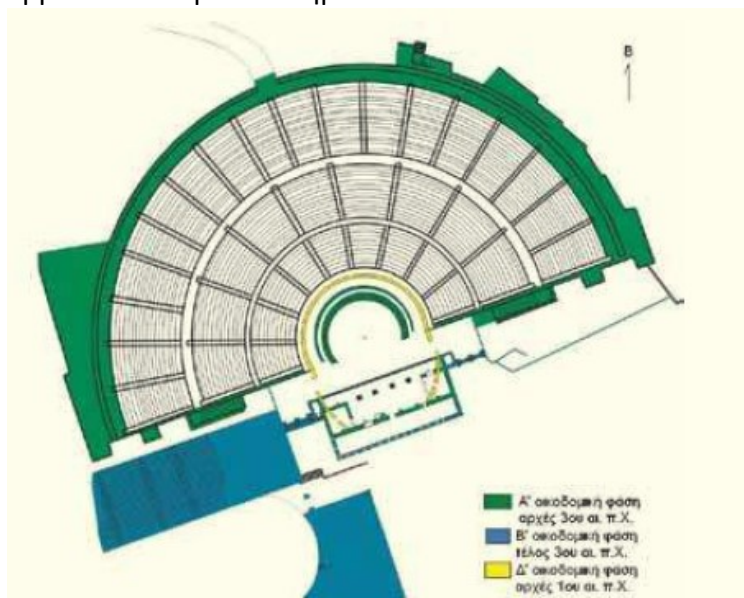 Β
Α' οικοδομική φάση
αρχές 3ου αι. π.Χ.
Β' οικοδομική φάση
τέλος 3ου αι. π.Χ.
Δ' οικοδομική φάση
αρχές 1ου αι. π.Χ.